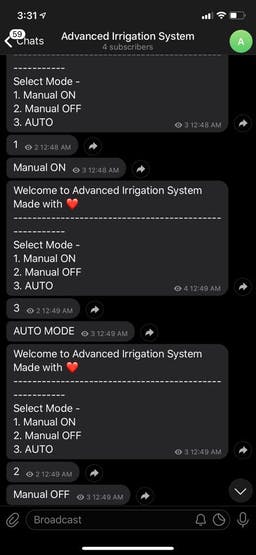 3:31
59
Chats
Advanced Irrigation System
4 subscribers
A
-----------
Select Mode -
1. Manual ON
2. Manual OFF
3. AUTO
3 12:48 AM
1 2 12:48 AM
Manual ON 3 12:48 AM
Welcome to Advanced Irrigation System
Made with ❤️
--------------------------------------------
-----------
Select Mode -
1. Manual ON
2. Manual OFF
3. AUTO
4 12:49 AM
3 2 12:49 AM
AUTO MODE 3 12:49 AM
Welcome to Advanced Irrigation System
Made with ❤️
--------------------------------------------
-----------
Select Mode -
1. Manual ON
2. Manual OFF
3. AUTO
3 12:49 AM
2 2 12:49 AM
Manual OFF 3 12:49 AM
Broadcast